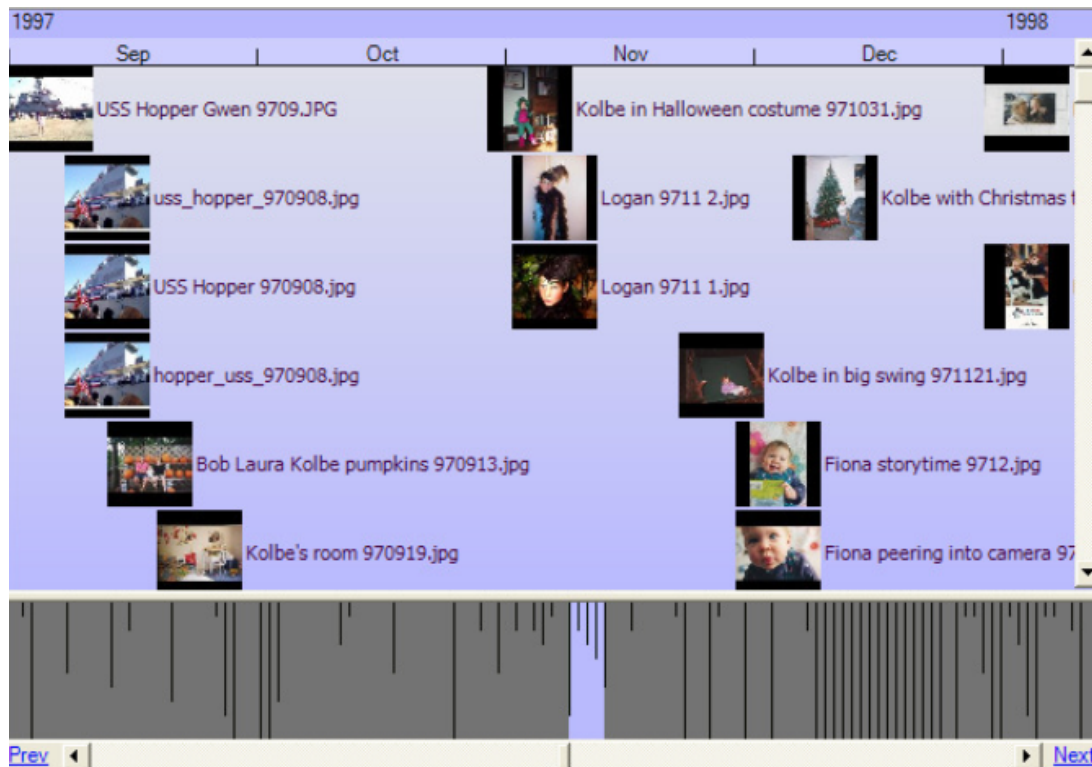 1997 1998
Sep Oct Nov Dec
USS Hopper Gwen 9709.JPG Kolbe in Halloween costume 971031.jpg
uss_hopper_970908.jpg Logan 9711 2.jpg Kolbe with Christmas
USS Hopper 970908.jpg Logan 9711 1.jpg
hopper_uss_970908.jpg Kolbe in big swing 971121.jpg
Bob Laura Kolbe pumpkins 970913.jpg Fiona storytime 9712.jpg
Kolbe's room 970919.jpg Fiona peering into camera 97
Prev Next